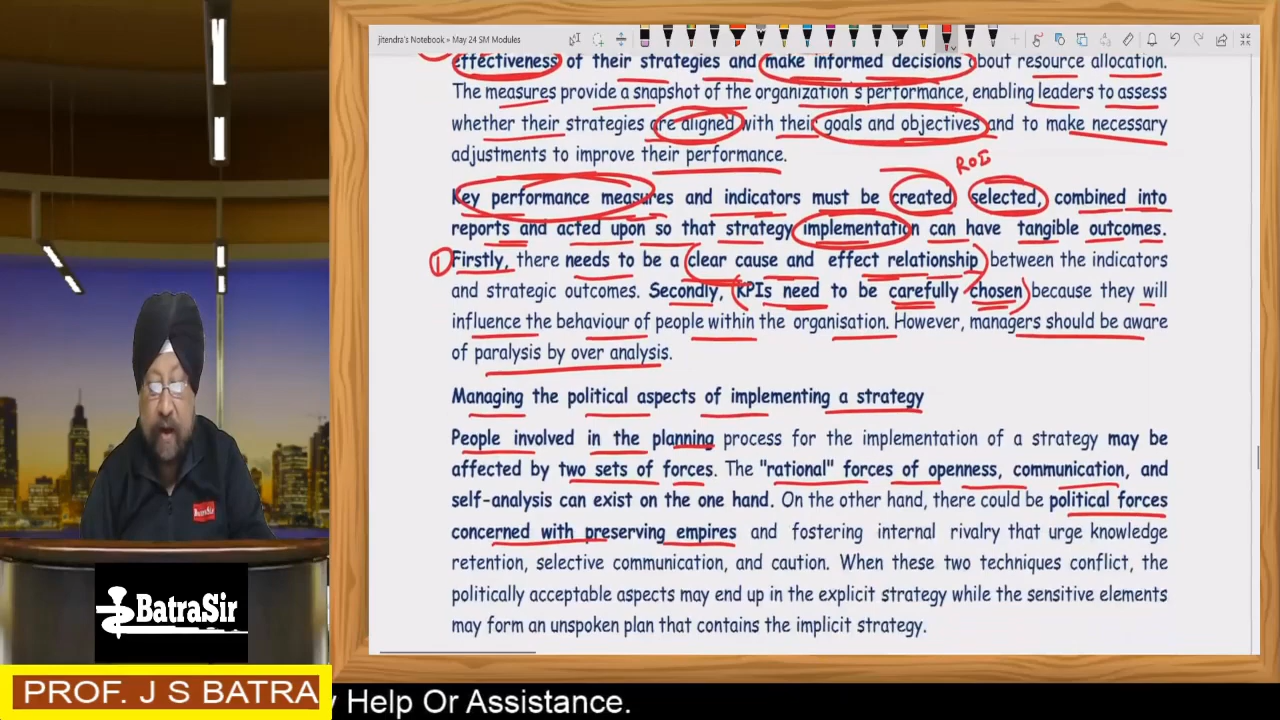 jitendra's Notebook » May 24 SM Modules
effectiveness of their strategies and make informed decisions about resource allocation.
The measures provide a snapshot of the organization's performance, enabling leaders to assess
whether their strategies are aligned with their goals and objectives and to make necessary
adjustments to improve their performance.
ROI
Key performance measures and indicators must be created selected, combined into
reports and acted upon so that strategy implementation can have tangible outcomes.
① Firstly, there needs to be a clear cause and effect relationship between the indicators
and strategic outcomes. Secondly, KPIs need to be carefully chosen because they will
influence the behaviour of people within the organisation. However, managers should be aware
of paralysis by over analysis.
Managing the political aspects of implementing a strategy
People involved in the planning process for the implementation of a strategy may be
affected by two sets of forces. The "rational" forces of openness, communication, and
self-analysis can exist on the one hand. On the other hand, there could be political forces
concerned with preserving empires and fostering internal rivalry that urge knowledge
retention, selective communication, and caution. When these two techniques conflict, the
politically acceptable aspects may end up in the explicit strategy while the sensitive elements
may form an unspoken plan that contains the implicit strategy.
BatraSir
BatraSir
PROF. J S BATRA
y Help Or Assistance.